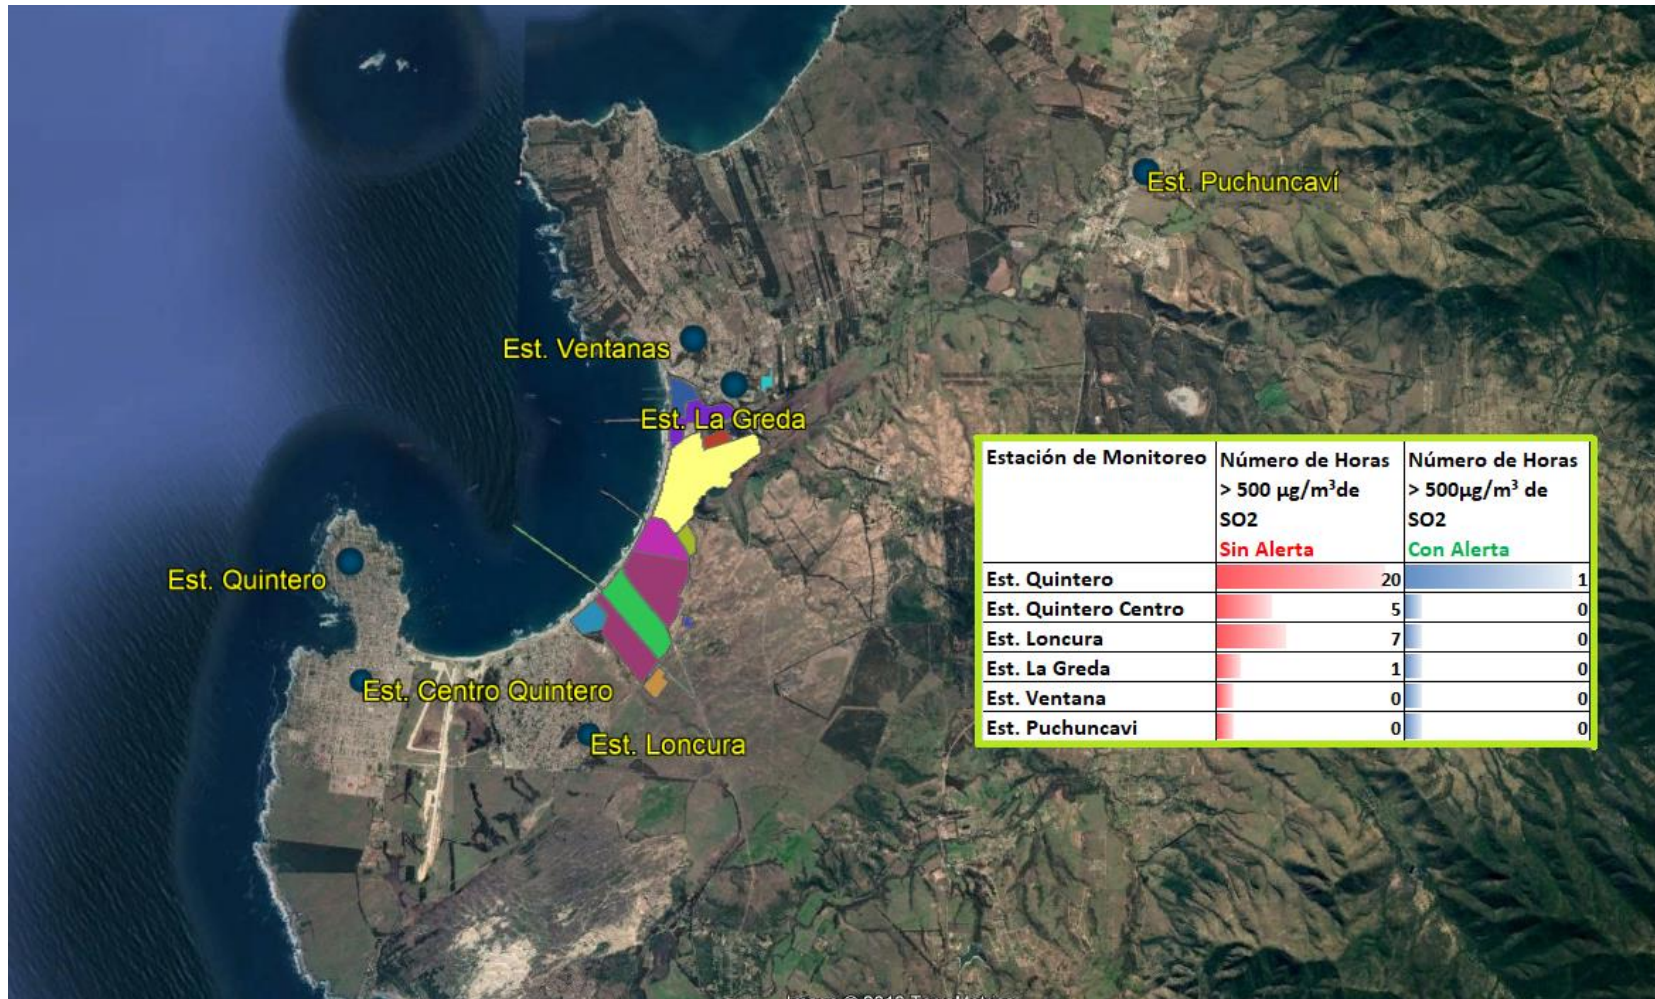 Est. Puchuncaví
Est. Ventanas
Est. La Greda
Est. Quintero
Est. Centro Quintero
Est. Loncura
Estación de Monitoreo Número de Horas > 500 µg/m³de SO2 Sin Alerta Número de Horas > 500µg/m³ de SO2 Con Alerta
Est. Quintero 20 1
Est. Quintero Centro 5 0
Est. Loncura 7 0
Est. La Greda 1 0
Est. Ventana 0 0
Est. Puchuncavi 0 0